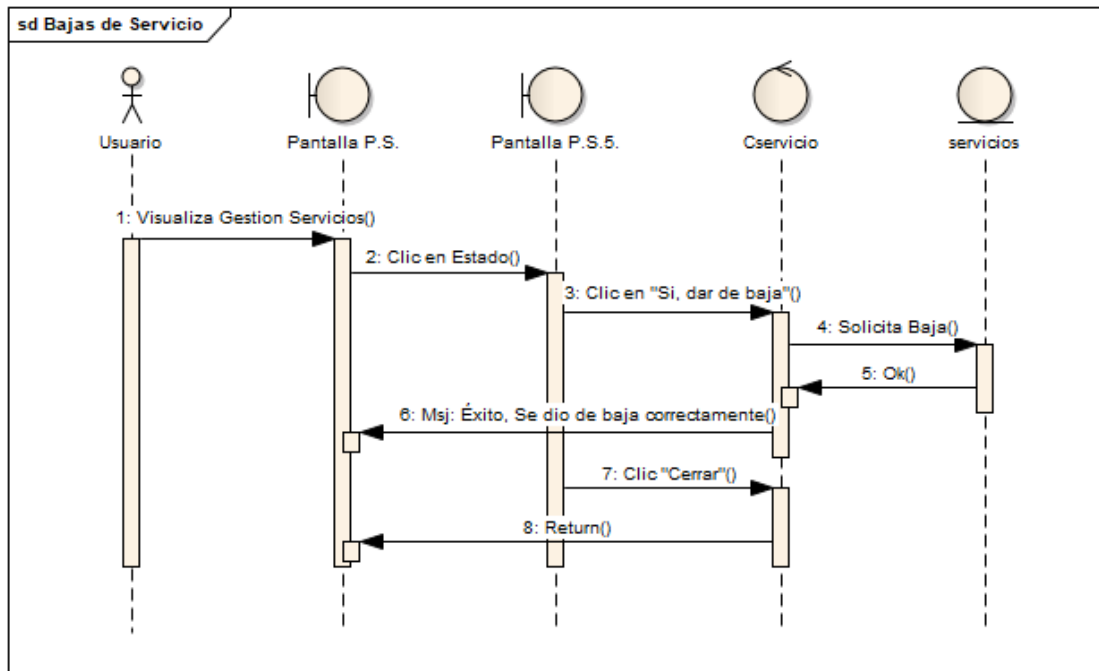 sd Bajas de Servicio
Usuario
Pantalla P.S.
Pantalla P.S.5.
Cservicio
servicios
1: Visualiza Gestion Servicios()
2: Clic en Estado()
3: Clic en "Si, dar de baja"()
4: Solicita Baja()
5: Ok()
6: Msj: Éxito, Se dio de baja correctamente()
7: Clic "Cerrar"()
8: Return()